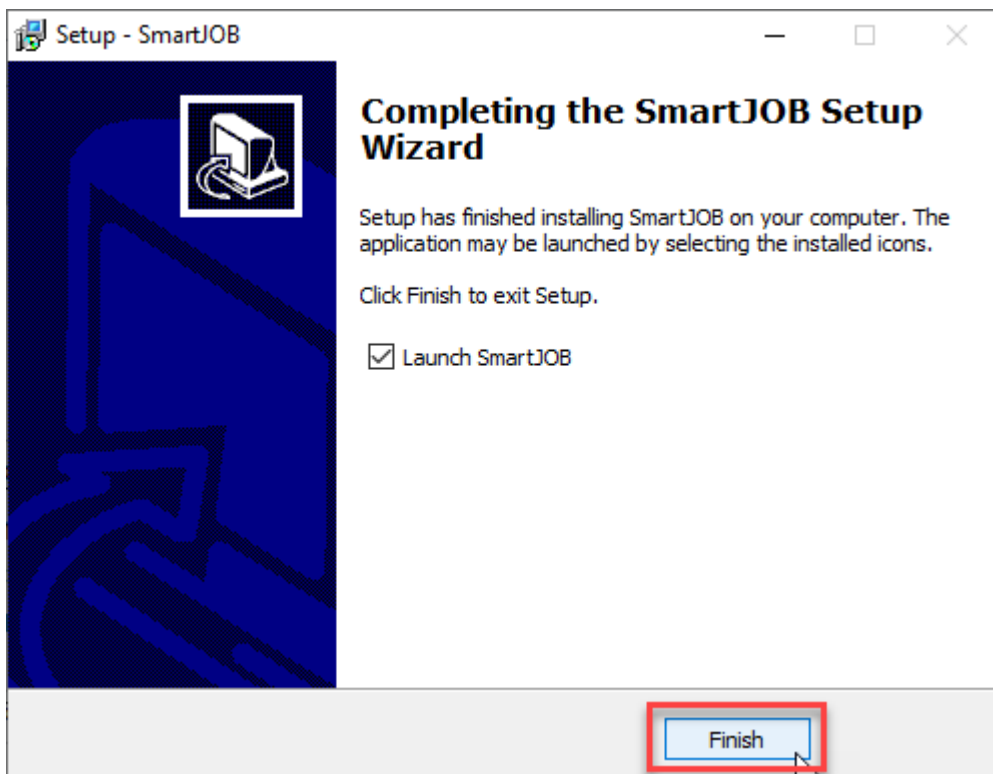 Setup - SmartJOB
Completing the SmartJOB Setup
Wizard
Setup has finished installing SmartJOB on your computer. The
application may be launched by selecting the installed icons.
Click Finish to exit Setup.
Launch SmartJOB
Finish